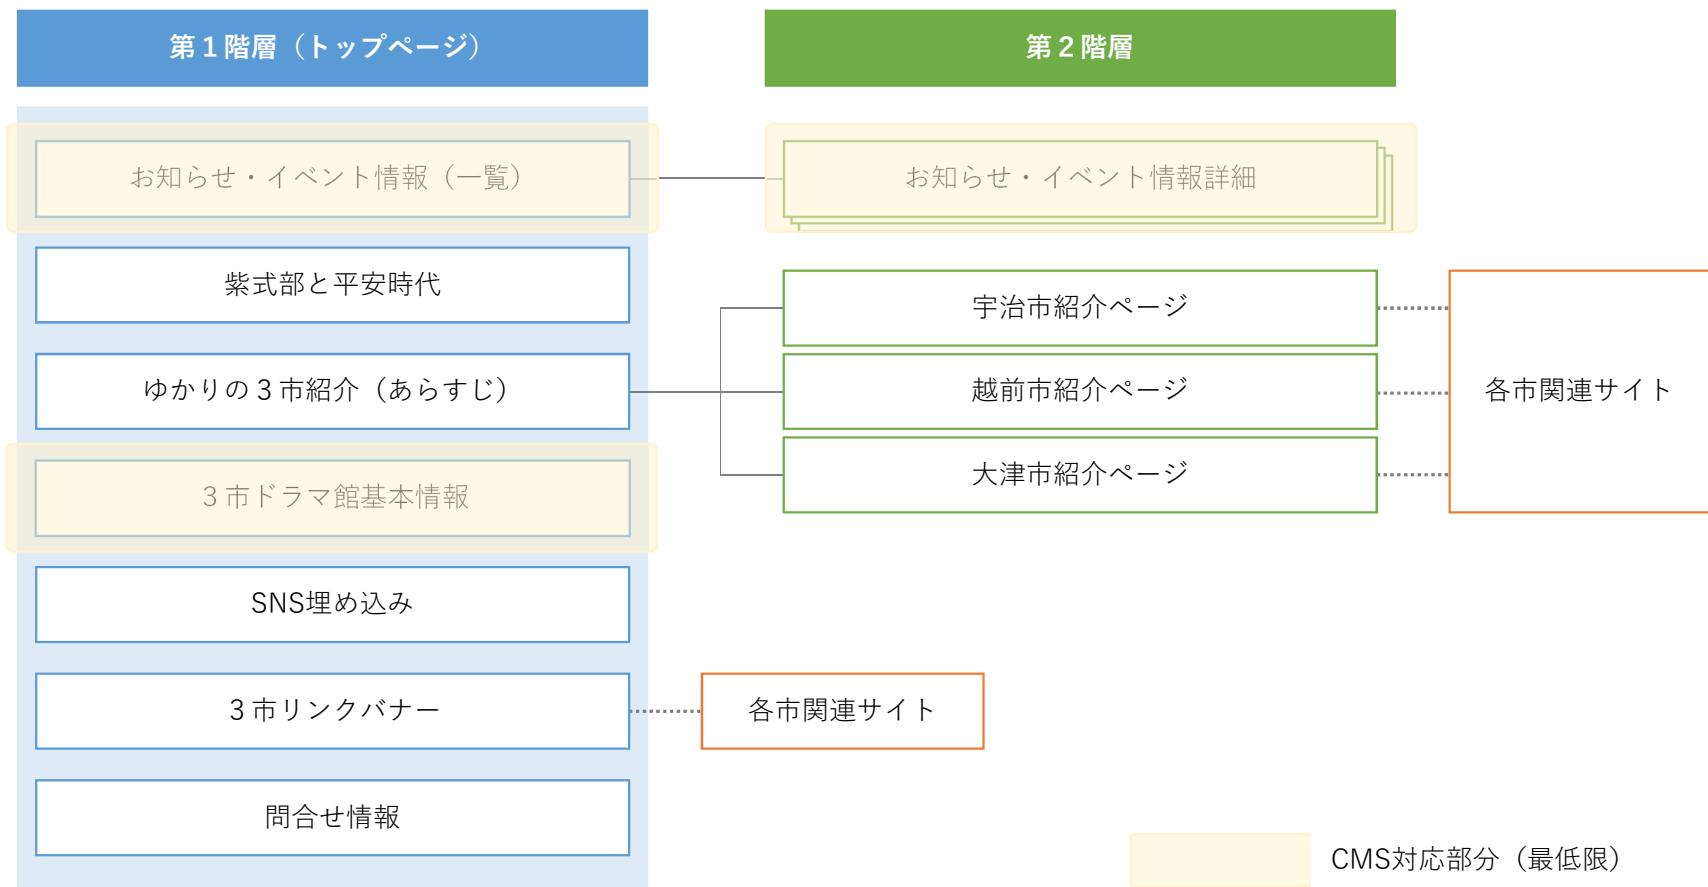 第１階層（トップページ）
第２階層
お知らせ・イベント情報（一覧）
お知らせ・イベント情報詳細
紫式部と平安時代
宇治市紹介ページ
ゆかりの３市紹介（あらすじ）
越前市紹介ページ
各市関連サイト
大津市紹介ページ
３市ドラマ館基本情報
SNS埋め込み
３市リンクバナー
各市関連サイト
問合せ情報
CMS対応部分（最低限）